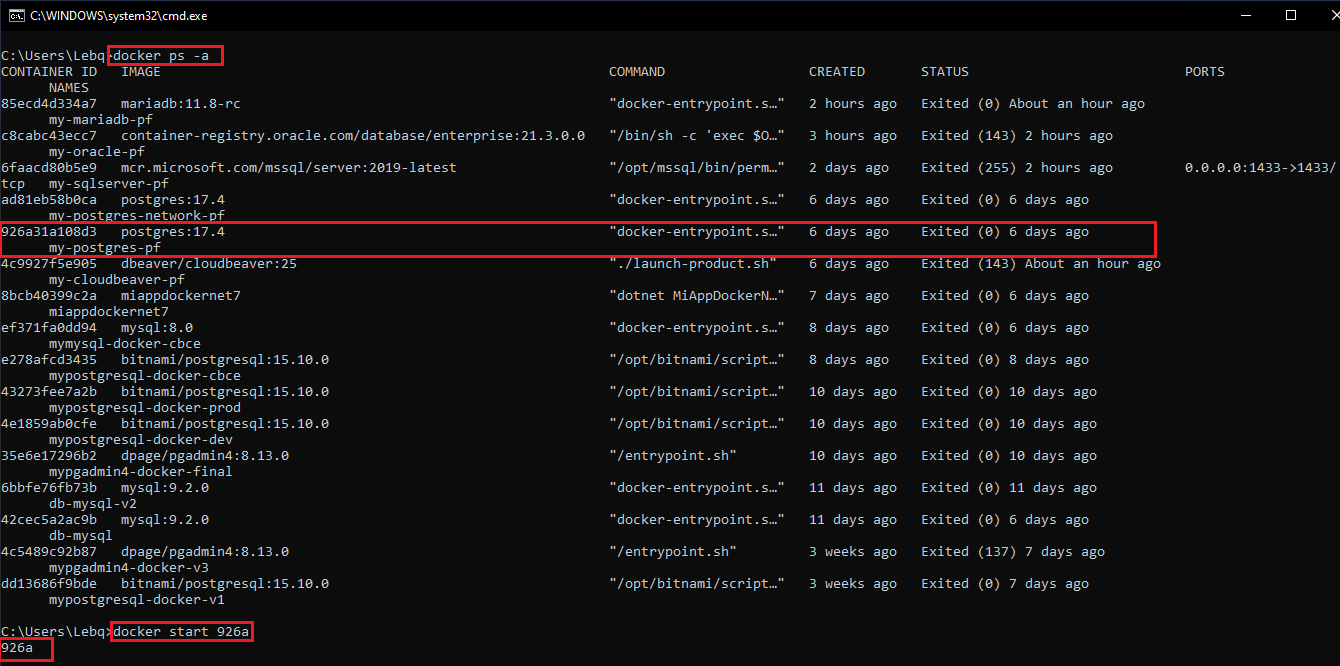 C:\WINDOWS\system32\cmd.exe
C:\Users\Lebq>docker ps -a
CONTAINER ID   IMAGE   COMMAND   CREATED   STATUS   PORTS
NAMES
85ecd4d334a7   mariadb:11.8-rc   "docker-entrypoint.s…"   2 hours ago   Exited (0) About an hour ago
my-mariadb-pf
c8cabc43ecc7   container-registry.oracle.com/database/enterprise:21.3.0.0   "/bin/sh -c 'exec $O…"   3 hours ago   Exited (143) 2 hours ago
my-oracle-pf
6faacd80b5e9   mcr.microsoft.com/mssql/server:2019-latest   "/opt/mssql/bin/perm…"   2 days ago   Exited (255) 2 hours ago   0.0.0.0:1433->1433/
tcp   my-sqlserver-pf
ad81eb58b0ca   postgres:17.4   "docker-entrypoint.s…"   6 days ago   Exited (0) 6 days ago
my-postgres-network-pf
926a31a108d3   postgres:17.4   "docker-entrypoint.s…"   6 days ago   Exited (0) 6 days ago
my-postgres-pf
4c9927f5e905   dbeaver/cloudbeaver:25   "./launch-product.sh"   6 days ago   Exited (143) About an hour ago
my-cloudbeaver-pf
8bcb40399c2a   miappdockernet7   "dotnet MiAppDockerN…"   7 days ago   Exited (0) 6 days ago
miappdockernet7
ef371fa0dd94   mysql:8.0   "docker-entrypoint.s…"   8 days ago   Exited (0) 6 days ago
mymysql-docker-cbce
e278afcd3435   bitnami/postgresql:15.10.0   "/opt/bitnami/script…"   8 days ago   Exited (0) 8 days ago
mypostgresql-docker-cbce
43273fee7a2b   bitnami/postgresql:15.10.0   "/opt/bitnami/script…"   10 days ago   Exited (0) 10 days ago
mypostgresql-docker-prod
4e1859ab0cfe   bitnami/postgresql:15.10.0   "/opt/bitnami/script…"   10 days ago   Exited (0) 10 days ago
mypostgresql-docker-dev
35e6e17296b2   dpage/pgadmin4:8.13.0   "/entrypoint.sh"   10 days ago   Exited (0) 10 days ago
mypgadmin4-docker-final
6bbfe76fb73b   mysql:9.2.0   "docker-entrypoint.s…"   11 days ago   Exited (0) 11 days ago
db-mysql-v2
42cec5a2ac9b   mysql:9.2.0   "docker-entrypoint.s…"   11 days ago   Exited (0) 6 days ago
db-mysql
4c5489c92b87   dpage/pgadmin4:8.13.0   "/entrypoint.sh"   3 weeks ago   Exited (137) 7 days ago
mypgadmin4-docker-v3
dd13686f9bde   bitnami/postgresql:15.10.0   "/opt/bitnami/script…"   3 weeks ago   Exited (0) 7 days ago
mypostgresql-docker-v1
C:\Users\Lebq>docker start 926a
926a